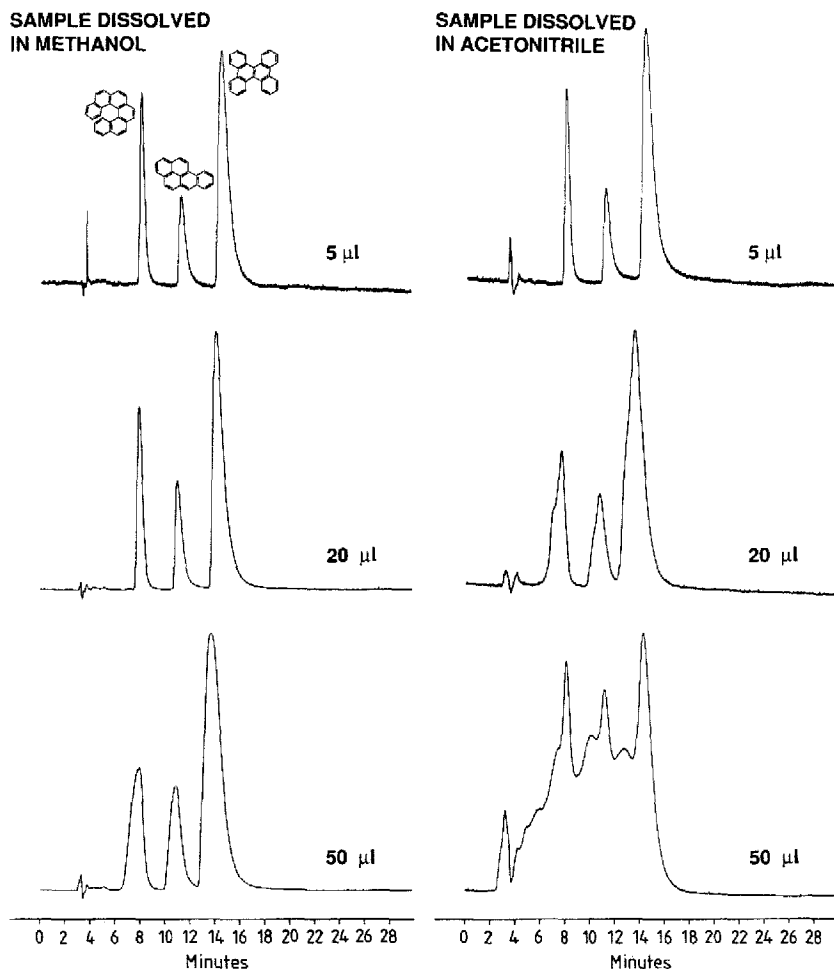 SAMPLE DISSOLVED
IN METHANOL
SAMPLE DISSOLVED
IN ACETONITRILE
5 µl
5 µl
20 µl
20 µl
50 µl
50 µl
0 2 4 6 8 10 12 14 16 18 20 22 24 26 28
0 2 4 6 8 10 12 14 16 18 20 22 24 26 28
Minutes
Minutes